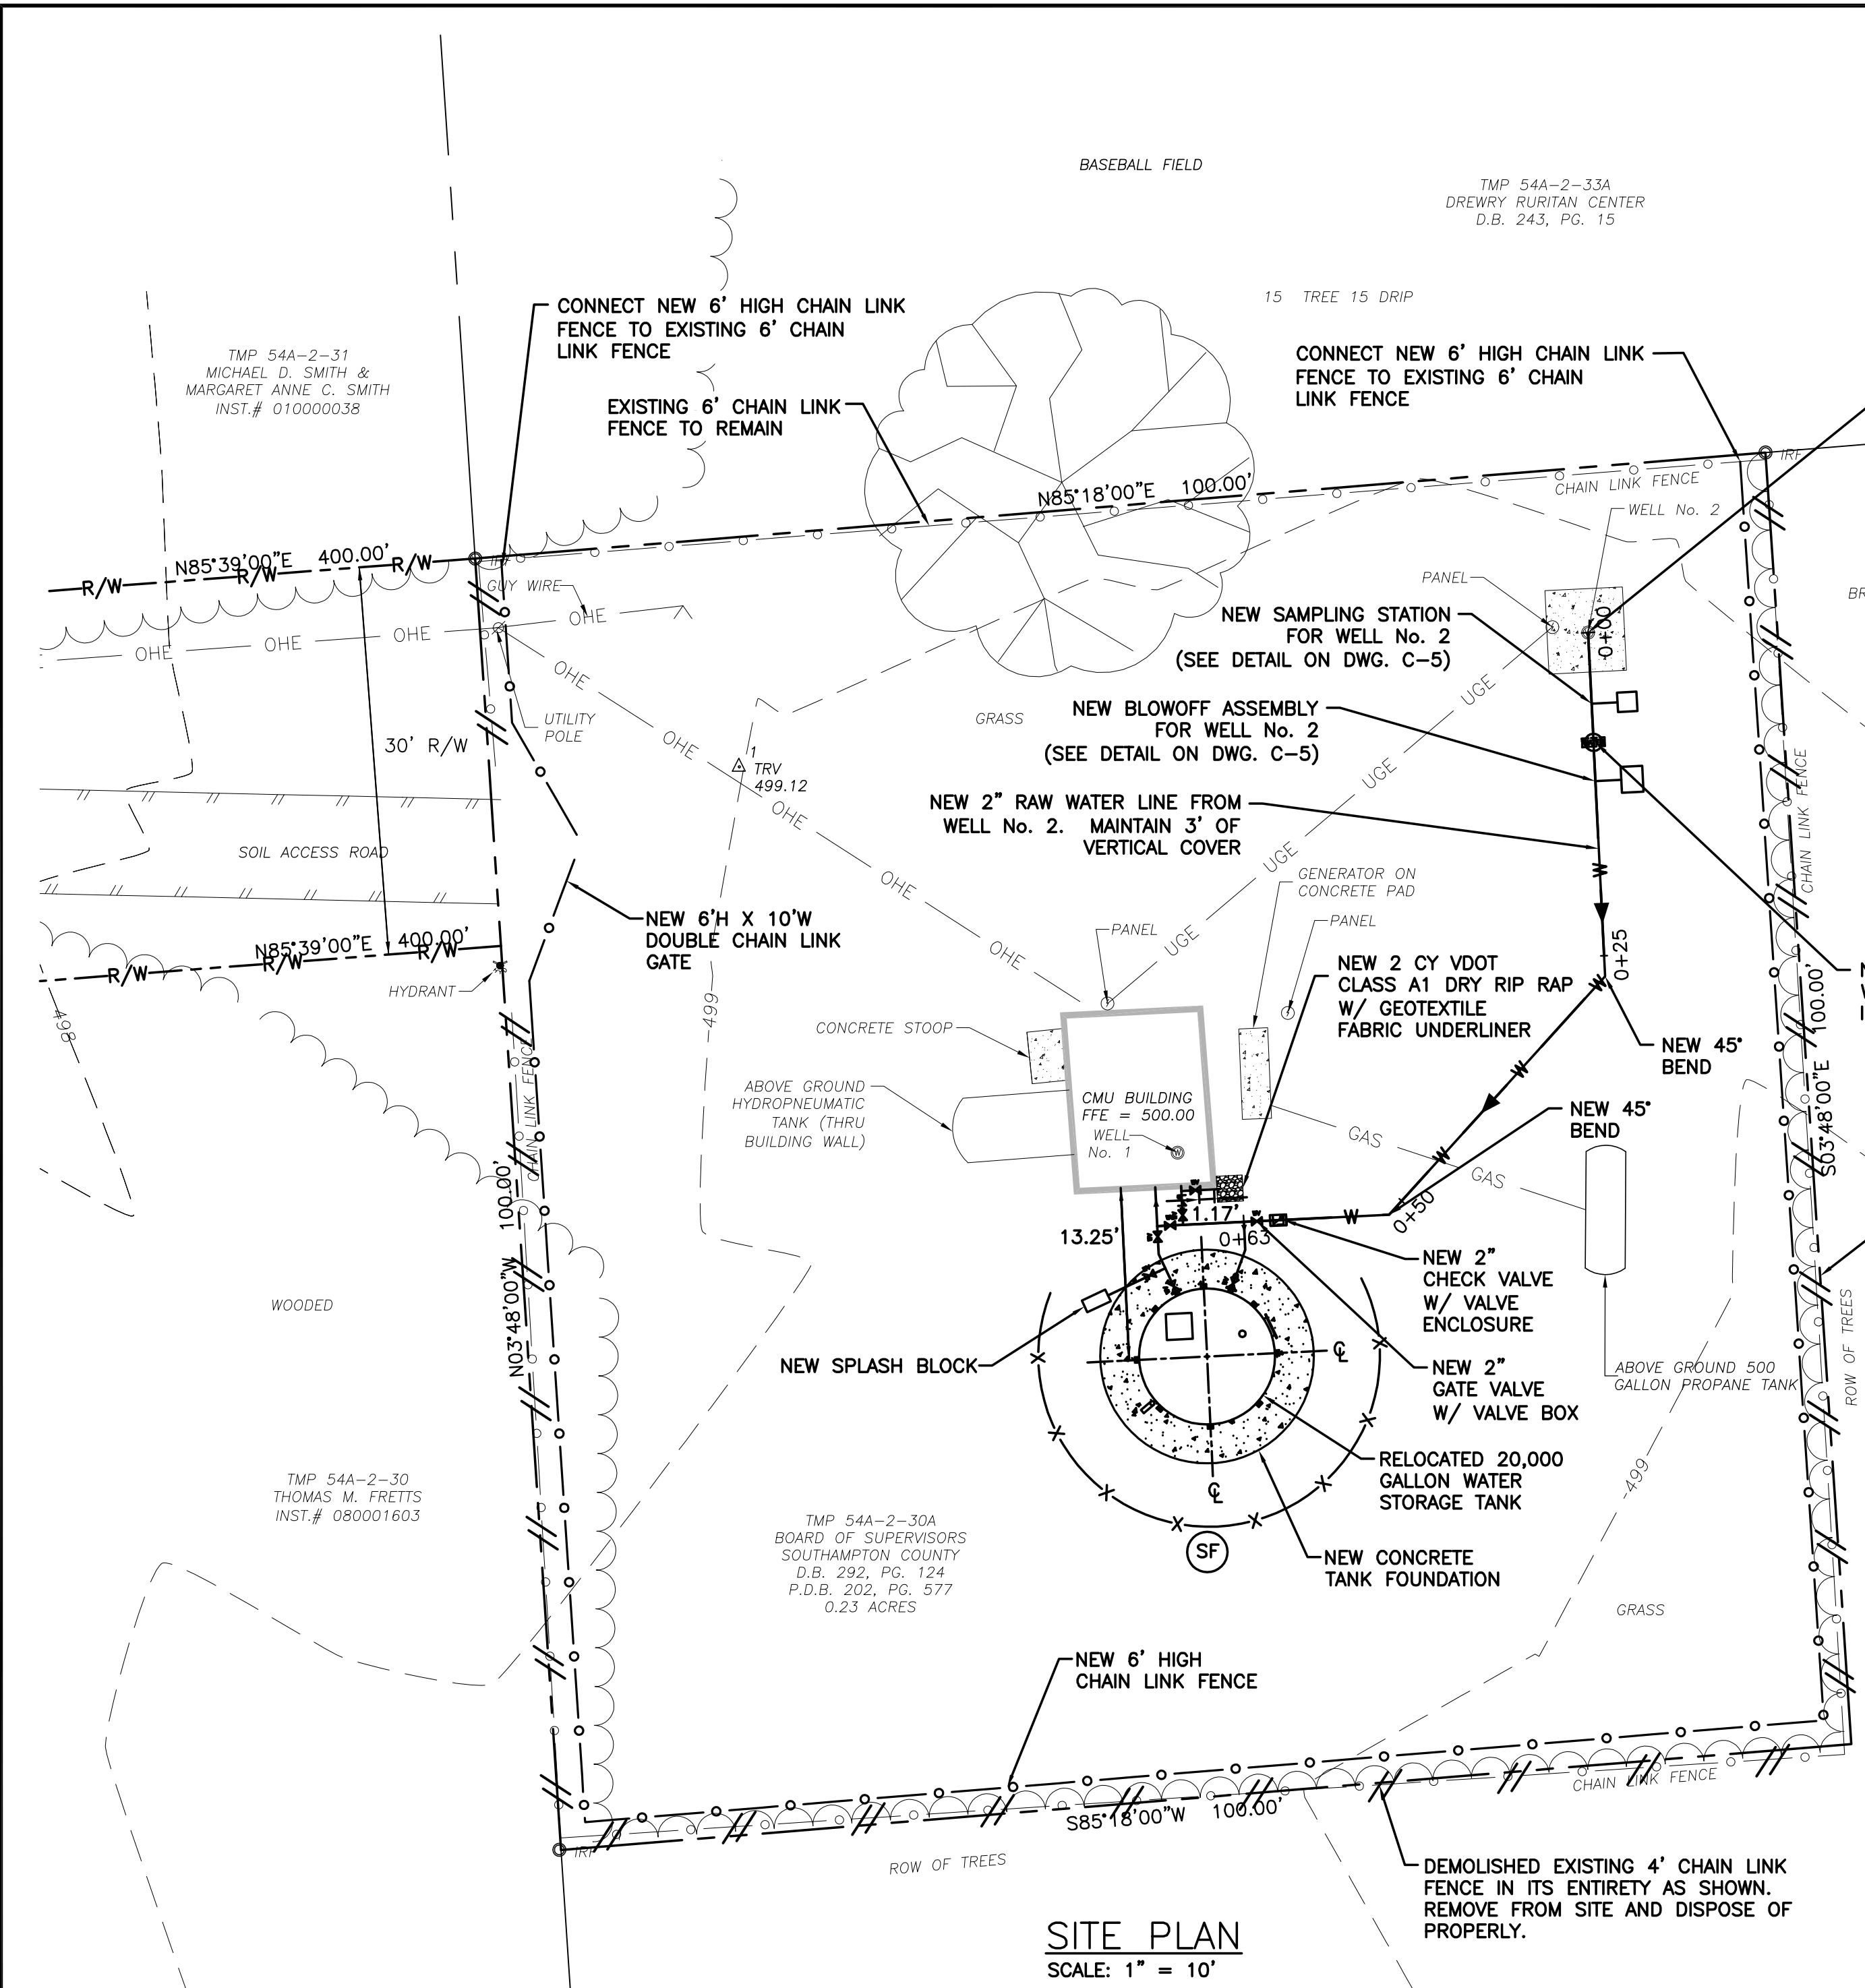 BASEBALL FIELD
TMP 54A-2-33A
DREWRY RURITAN CENTER
D.B. 243, PG. 15
15 TREE 15 DRIP
CONNECT NEW 6' HIGH CHAIN LINK
FENCE TO EXISTING 6' CHAIN
LINK FENCE
TMP 54A-2-31
MICHAEL D. SMITH &
MARGARET ANNE C. SMITH
INST.# 010000038
EXISTING 6' CHAIN LINK
FENCE TO REMAIN
CONNECT NEW 6' HIGH CHAIN LINK
FENCE TO EXISTING 6' CHAIN
LINK FENCE
IRF
N85°18'00"E 100.00'
CHAIN LINK FENCE
WELL No. 2
N85°39'00"E 400.00'
R/W
R/W
R/W
IRF
GUY WIRE
OHE
OHE
OHE
OHE
OHE
PANEL
BR
0+00
NEW SAMPLING STATION
FOR WELL No. 2
(SEE DETAIL ON DWG. C-5)
UGE
UTILITY
POLE
30' R/W
GRASS
NEW BLOWOFF ASSEMBLY
FOR WELL No. 2
(SEE DETAIL ON DWG. C-5)
OHE
1
TRV
499.12
UGE
CHAIN LINK FENCE
NEW 2" RAW WATER LINE FROM
WELL No. 2. MAINTAIN 3' OF
VERTICAL COVER
OHE
SOIL ACCESS ROAD
UGE
W
GENERATOR ON
CONCRETE PAD
OHE
NEW 6'H X 10'W
DOUBLE CHAIN LINK
GATE
PANEL
UGE
PANEL
OHE
N85°39'00"E 400.00'
R/W
R/W
R/W
HYDRANT
0+25
NEW 2 CY VDOT
CLASS A1 DRY RIP RAP
W/ GEOTEXTILE
FABRIC UNDERLINER
W
498
499
CONCRETE STOOP
NEW 45°
BEND
S03°48'00"E 100.00'
CHAIN LINK FENCE
ABOVE GROUND
HYDROPNEUMATIC
TANK (THRU
BUILDING WALL)
CMU BUILDING
FFE = 500.00
WELL
No. 1
W
W
NEW 45°
BEND
GAS
W
GAS
N03°48'00"W 100.00'
13.25'
1.17'
0+63
W
0+50
NEW 2"
CHECK VALVE
W/ VALVE
ENCLOSURE
WOODED
NEW SPLASH BLOCK
℄
NEW 2"
GATE VALVE
W/ VALVE BOX
ABOVE GROUND 500
GALLON PROPANE TANK
ROW OF TREES
RELOCATED 20,000
GALLON WATER
STORAGE TANK
℄
499
TMP 54A-2-30
THOMAS M. FRETTS
INST.# 080001603
TMP 54A-2-30A
BOARD OF SUPERVISORS
SOUTHAMPTON COUNTY
D.B. 292, PG. 124
P.D.B. 202, PG. 577
0.23 ACRES
SF
NEW CONCRETE
TANK FOUNDATION
GRASS
NEW 6' HIGH
CHAIN LINK FENCE
CHAIN LINK FENCE
S85°18'00"W 100.00'
IRF
ROW OF TREES
DEMOLISHED EXISTING 4' CHAIN LINK
FENCE IN ITS ENTIRETY AS SHOWN.
REMOVE FROM SITE AND DISPOSE OF
PROPERLY.
SITE PLAN
SCALE: 1" = 10'